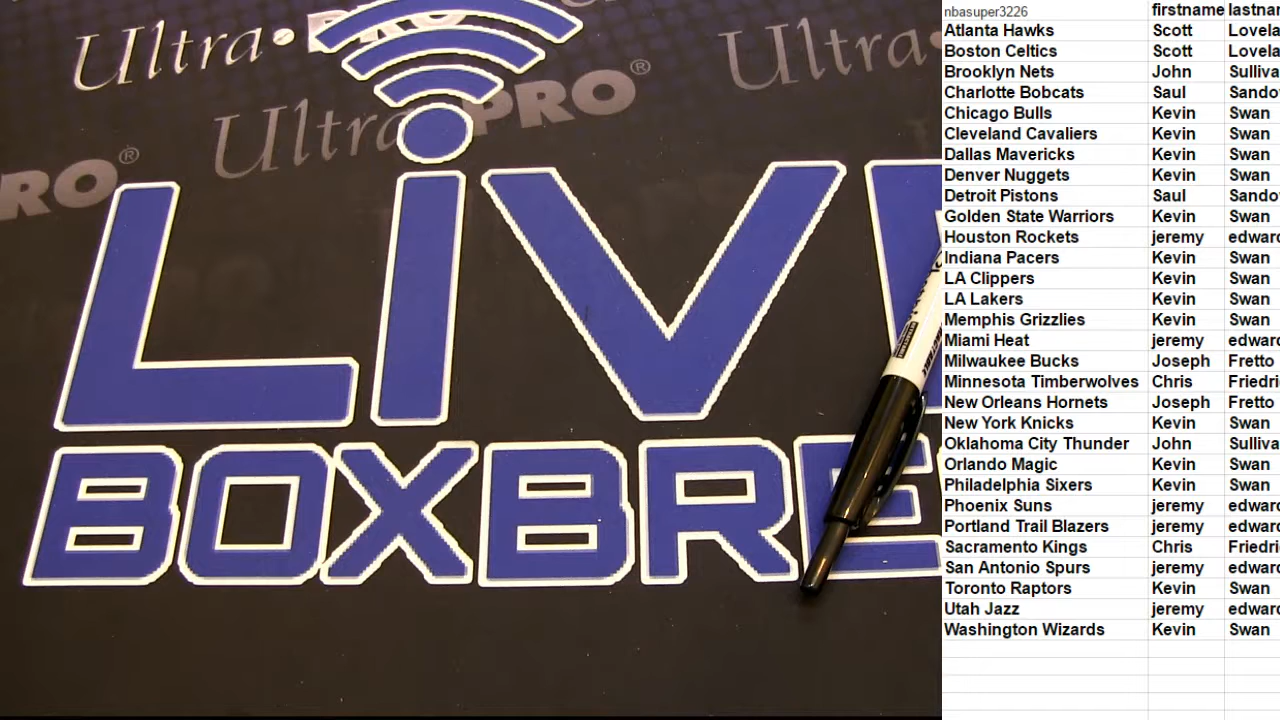 Ultra•PRO
Ultra•
Ultra PRO®
RO®
LIV
BOXBRE
nbasuper3226 firstname lastnam
Atlanta Hawks Scott Lovela
Boston Celtics Scott Lovela
Brooklyn Nets John Sulliva
Charlotte Bobcats Saul Sando
Chicago Bulls Kevin Swan
Cleveland Cavaliers Kevin Swan
Dallas Mavericks Kevin Swan
Denver Nuggets Kevin Swan
Detroit Pistons Saul Sando
Golden State Warriors Kevin Swan
Houston Rockets jeremy edward
Indiana Pacers Kevin Swan
LA Clippers Kevin Swan
LA Lakers Kevin Swan
Memphis Grizzlies Kevin Swan
Miami Heat jeremy edward
Milwaukee Bucks Joseph Fretto
Minnesota Timberwolves Chris Friedri
New Orleans Hornets Joseph Fretto
New York Knicks Kevin Swan
Oklahoma City Thunder John Sulliva
Orlando Magic Kevin Swan
Philadelphia Sixers Kevin Swan
Phoenix Suns jeremy edward
Portland Trail Blazers jeremy edward
Sacramento Kings Chris Friedri
San Antonio Spurs jeremy edward
Toronto Raptors Kevin Swan
Utah Jazz jeremy edward
Washington Wizards Kevin Swan